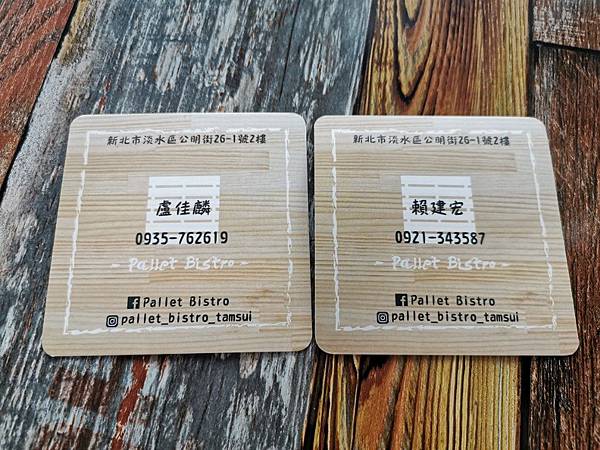 新北市淡水區公明街26-1號2樓
盧佳麟
0935-762619
- Pallet Bistro -
Pallet Bistro
pallet_bistro_tamsui
新北市淡水區公明街26-1號2樓
賴建宏
0921-343587
- Pallet Bistro -
Pallet Bistro
pallet_bistro_tamsui